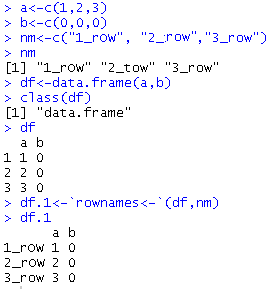 > a<-c(1,2,3)
> b<-c(0,0,0)
> nm<-c("1_row", "2_row","3_row")
> nm
[1] "1_row" "2_tow" "3_row"
> df<-data.frame(a,b)
> class(df)
[1] "data.frame"
> df
  a b
1 1 0
2 2 0
3 3 0
> df.1<-`rownames<-`(df,nm)
> df.1
      a b
1_row 1 0
2_row 2 0
3_row 3 0